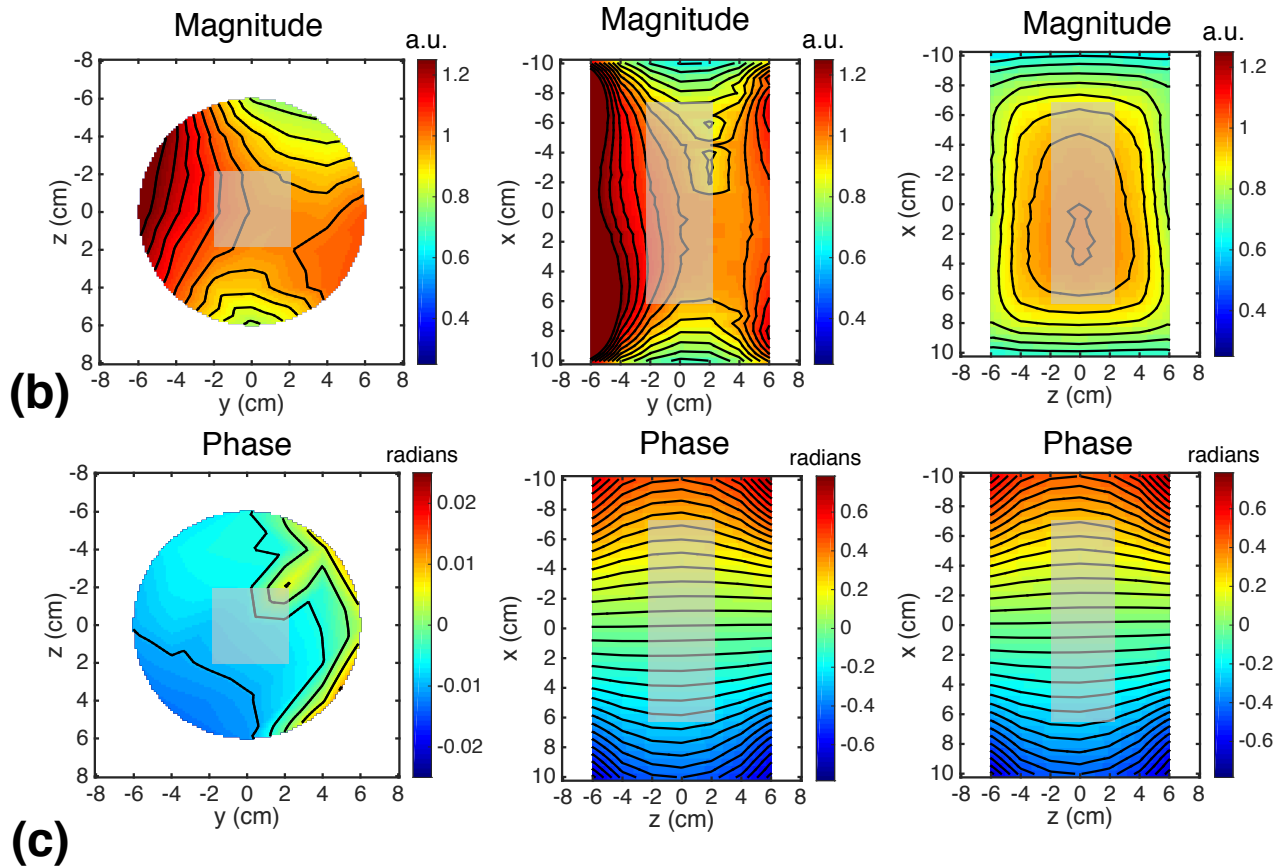 Magnitude Magnitude Magnitude
a.u. a.u. a.u.
-8 -6 -4 -2 0 2 4 6 8
z (cm)
-8 -6 -4 -2 0 2 4 6 8
y (cm)
1.2 1 0.8 0.6 0.4
-10 -8 -6 -4 -2 0 2 4 6 8 10
x (cm)
-8 -6 -4 -2 0 2 4 6 8
y (cm)
1.2 1 0.8 0.6 0.4
-10 -8 -6 -4 -2 0 2 4 6 8 10
x (cm)
-8 -6 -4 -2 0 2 4 6 8
z (cm)
1.2 1 0.8 0.6 0.4
(b)
Phase Phase Phase
radians radians radians
-8 -6 -4 -2 0 2 4 6 8
z (cm)
-8 -6 -4 -2 0 2 4 6 8
y (cm)
0.02 0.01 0 -0.01 -0.02
-10 -8 -6 -4 -2 0 2 4 6 8 10
x (cm)
-8 -6 -4 -2 0 2 4 6 8
z (cm)
0.6 0.4 0.2 0 -0.2 -0.4 -0.6
-10 -8 -6 -4 -2 0 2 4 6 8 10
x (cm)
-8 -6 -4 -2 0 2 4 6 8
z (cm)
0.6 0.4 0.2 0 -0.2 -0.4 -0.6
(c)